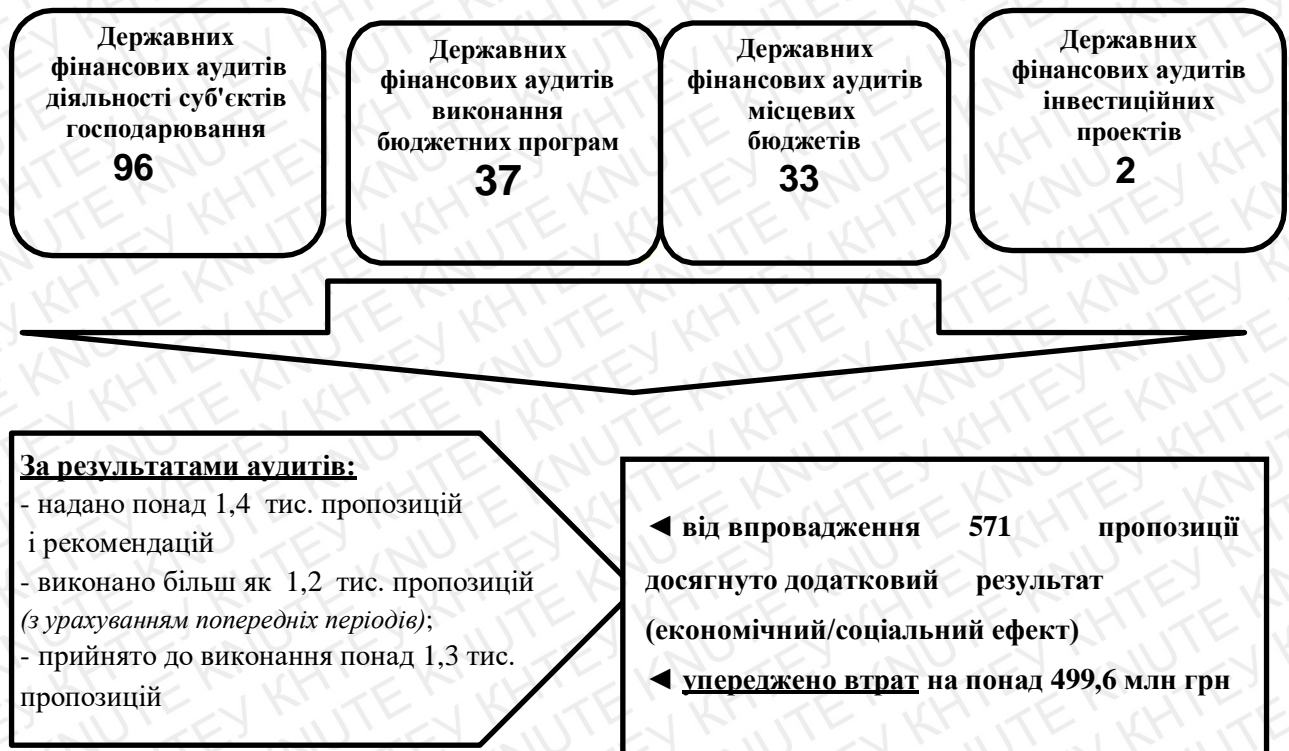 Державних
фінансових аудитів
діяльності суб'єктів
господарювання
96
Державних
фінансових аудитів
виконання
бюджетних програм
37
Державних
фінансових аудитів
місцевих
бюджетів
33
Державних
фінансових аудитів
інвестиційних
проектів
2
За результатами аудитів:
- надано понад 1,4 тис. пропозицій
і рекомендацій
- виконано більш як 1,2 тис. пропозицій
(з урахуванням попередніх періодів);
- прийнято до виконання понад 1,3 тис.
пропозицій
◄ від впровадження 571 пропозиції
досягнуто додатковий результат
(економічний/соціальний ефект)
◄ упереджено втрат на понад 499,6 млн грн